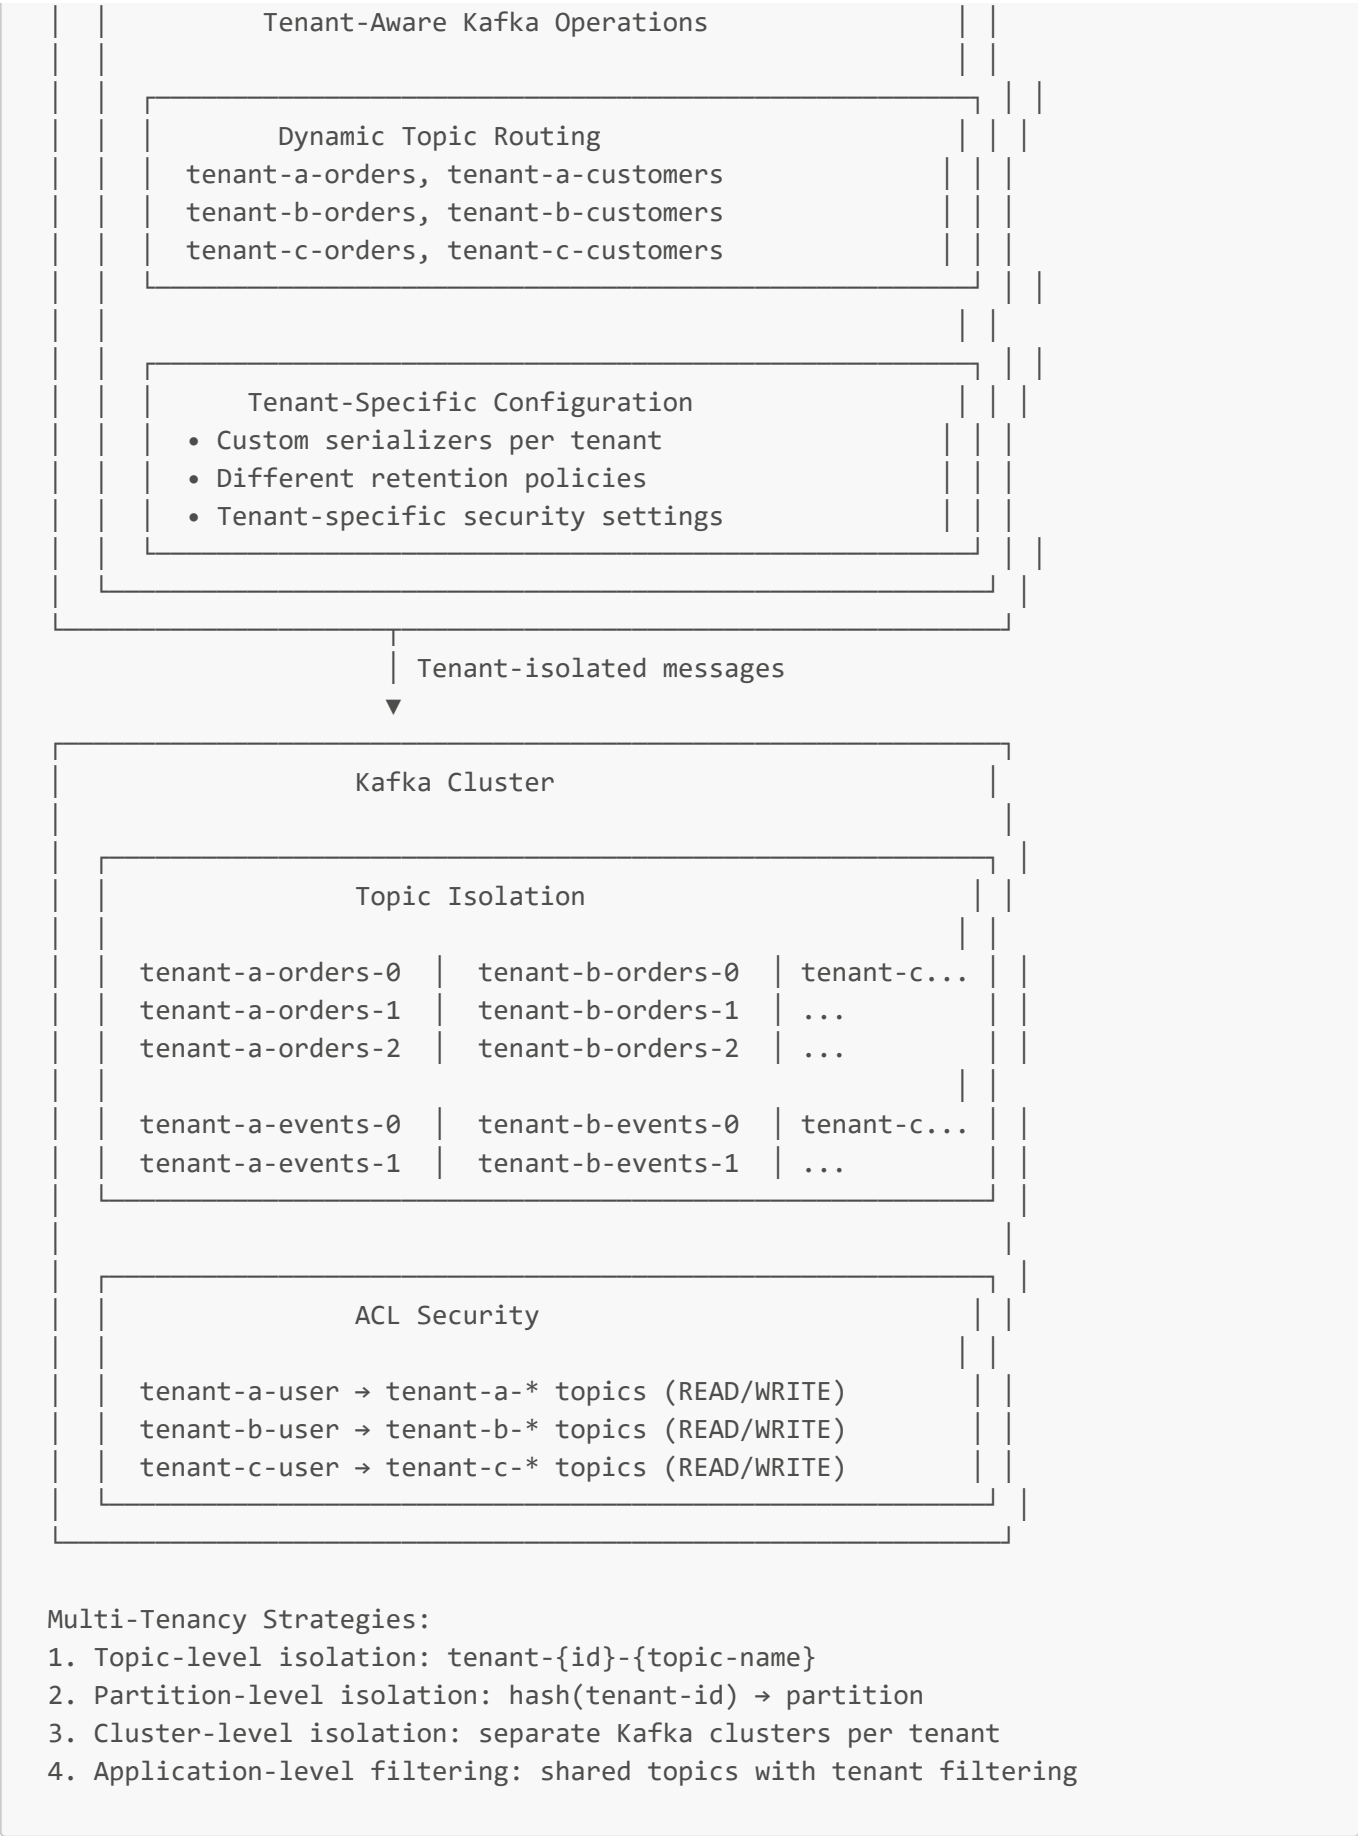 Tenant-Aware Kafka Operations
Dynamic Topic Routing
tenant-a-orders, tenant-a-customers
tenant-b-orders, tenant-b-customers
tenant-c-orders, tenant-c-customers
Tenant-Specific Configuration
• Custom serializers per tenant
• Different retention policies
• Tenant-specific security settings
Tenant-isolated messages
▼
Kafka Cluster
Topic Isolation
tenant-a-orders-0 │ tenant-b-orders-0 │ tenant-c...
tenant-a-orders-1 │ tenant-b-orders-1 │ ...
tenant-a-orders-2 │ tenant-b-orders-2 │ ...
tenant-a-events-0 │ tenant-b-events-0 │ tenant-c...
tenant-a-events-1 │ tenant-b-events-1 │ ...
ACL Security
tenant-a-user → tenant-a-* topics (READ/WRITE)
tenant-b-user → tenant-b-* topics (READ/WRITE)
tenant-c-user → tenant-c-* topics (READ/WRITE)
Multi-Tenancy Strategies:
1. Topic-level isolation: tenant-{id}-{topic-name}
2. Partition-level isolation: hash(tenant-id) → partition
3. Cluster-level isolation: separate Kafka clusters per tenant
4. Application-level filtering: shared topics with tenant filtering